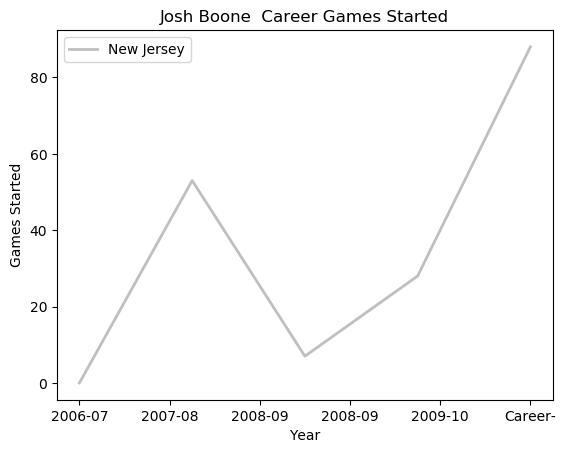 Josh Boone  Career Games Started
New Jersey
Games Started
80
60
40
20
0
2006-07 2007-08 2008-09 2008-09 2009-10 Career-
Year